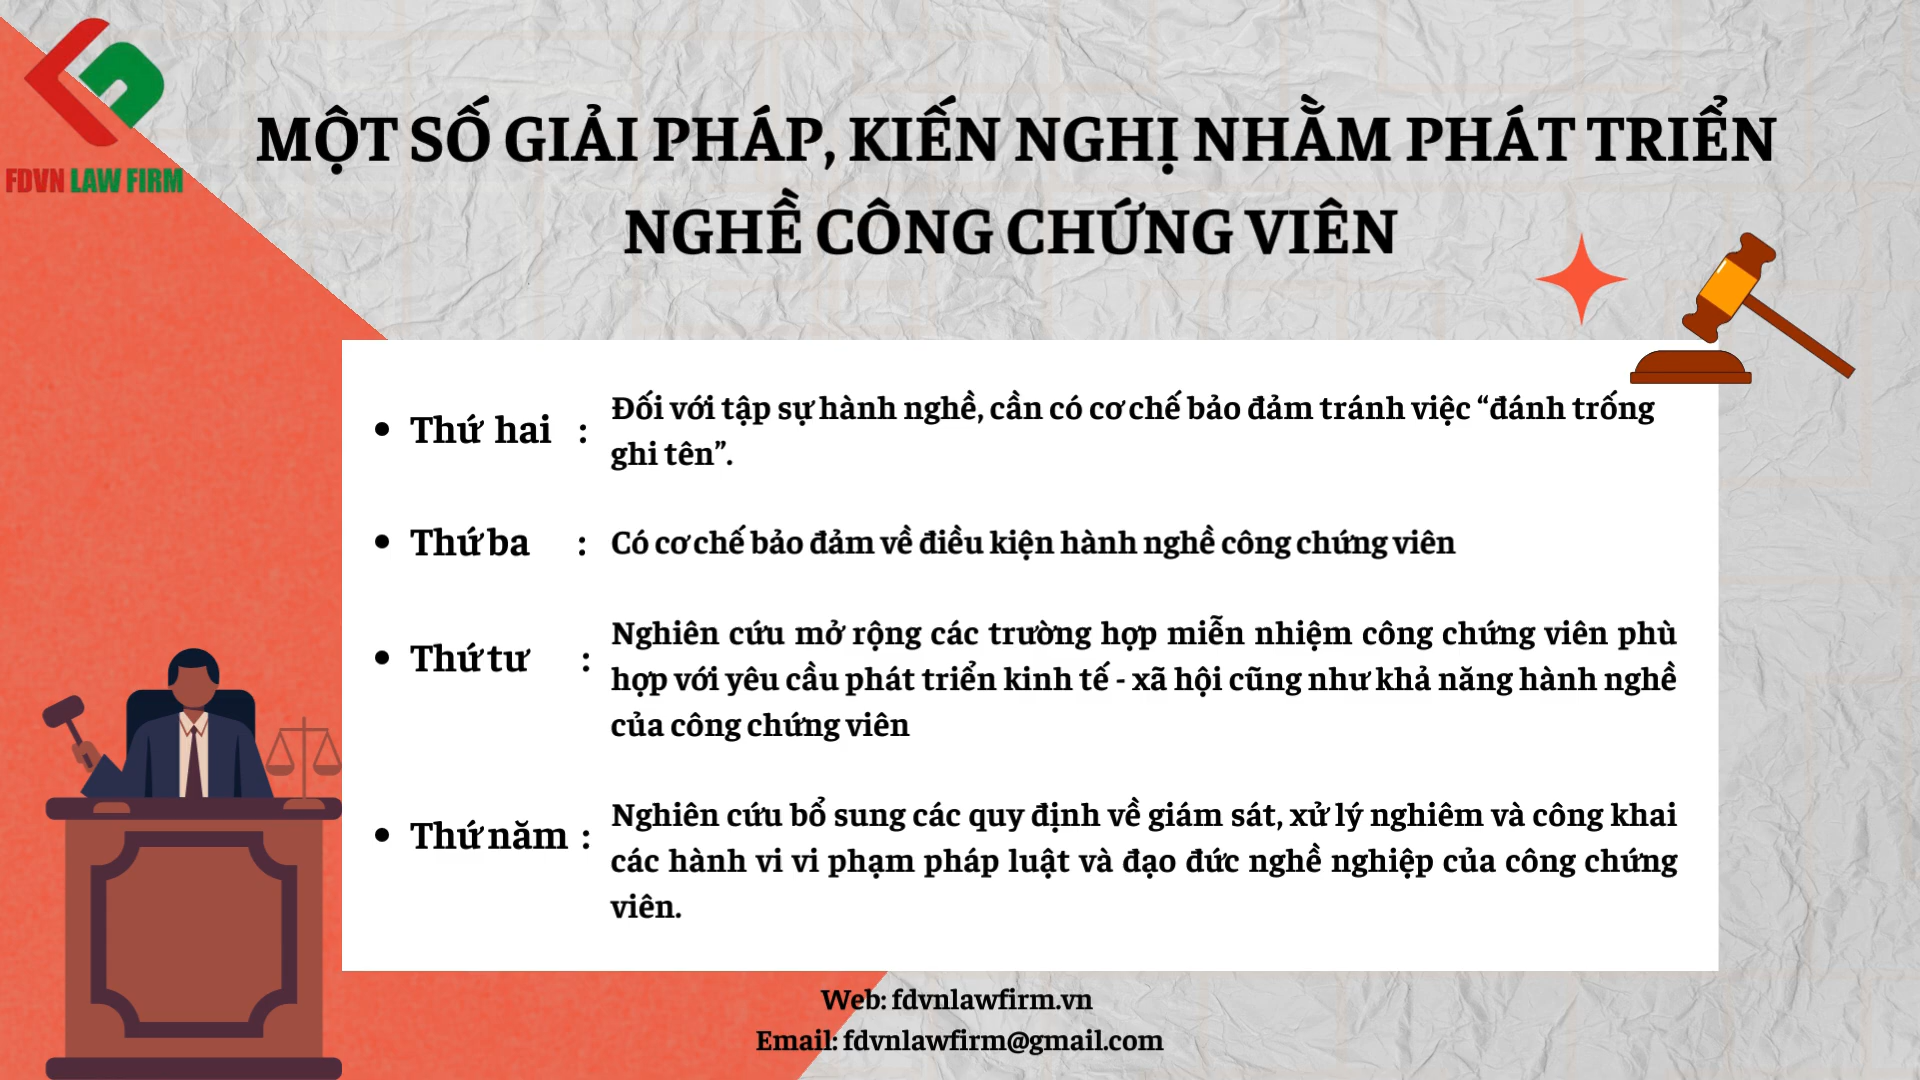 FDVN LAW FIRM
MỘT SỐ GIẢI PHÁP, KIẾN NGHỊ NHẰM PHÁT TRIỂN
NGHỀ CÔNG CHỨNG VIÊN
• Thứ hai : Đối với tập sự hành nghề, cần có cơ chế bảo đảm tránh việc “đánh trống
ghi tên”.
• Thứ ba : Có cơ chế bảo đảm về điều kiện hành nghề công chứng viên
• Thứ tư : Nghiên cứu mở rộng các trường hợp miễn nhiệm công chứng viên phù
hợp với yêu cầu phát triển kinh tế - xã hội cũng như khả năng hành nghề
của công chứng viên
• Thứ năm : Nghiên cứu bổ sung các quy định về giám sát, xử lý nghiêm và công khai
các hành vi vi phạm pháp luật và đạo đức nghề nghiệp của công chứng
viên.
Web: fdvnlawfirm.vn
Email: fdvnlawfirm@gmail.com